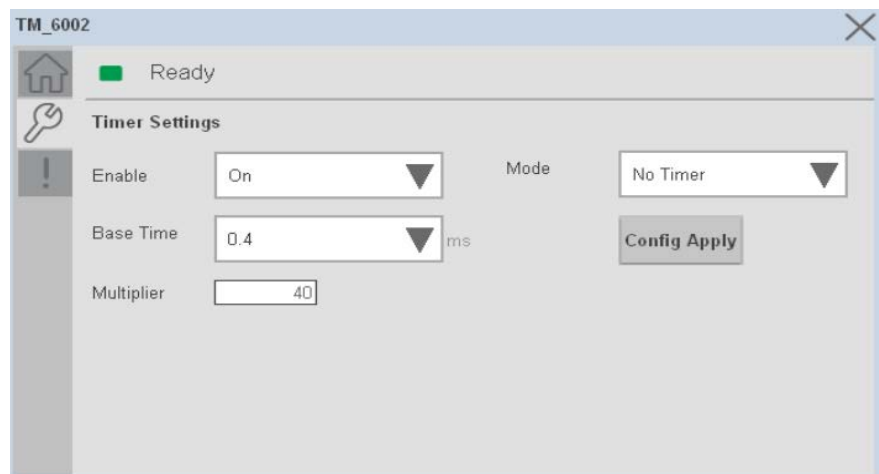 TM_6002
Ready
Timer Settings
Enable On Mode No Timer
Base Time 0.4 ms Config Apply
Multiplier 40